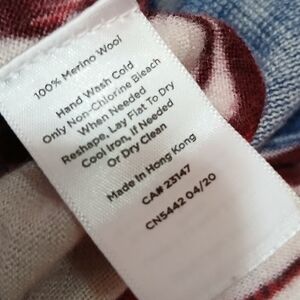 100% Merino Wool
Hand Wash Cold
Only Non-Chlorine Bleach
When Needed
Reshape, Lay Flat To Dry
Cool Iron, if Needed
Or Dry Clean
Made in Hong Kong
CA# 23147
CN5442 04/20